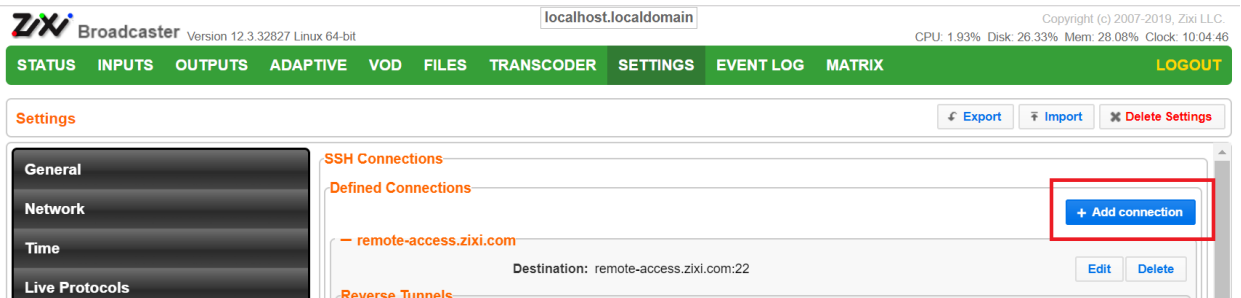 localhost.localdomain
Copyright (c) 2007-2019, Zixi LLC.
ZIXI Broadcaster Version 12.3.32827 Linux 64-bit
CPU: 1.93% Disk: 26.33% Mem: 28.08% Clock: 10:04:46
STATUS INPUTS OUTPUTS ADAPTIVE VOD FILES TRANSCODER SETTINGS EVENT LOG MATRIX LOGOUT
Settings Export Import Delete Settings
General
Network
Time
Live Protocols
SSH Connections
Defined Connections
+ Add connection
remote-access.zixi.com
Destination: remote-access.zixi.com:22 Edit Delete
Reverse Tunnels